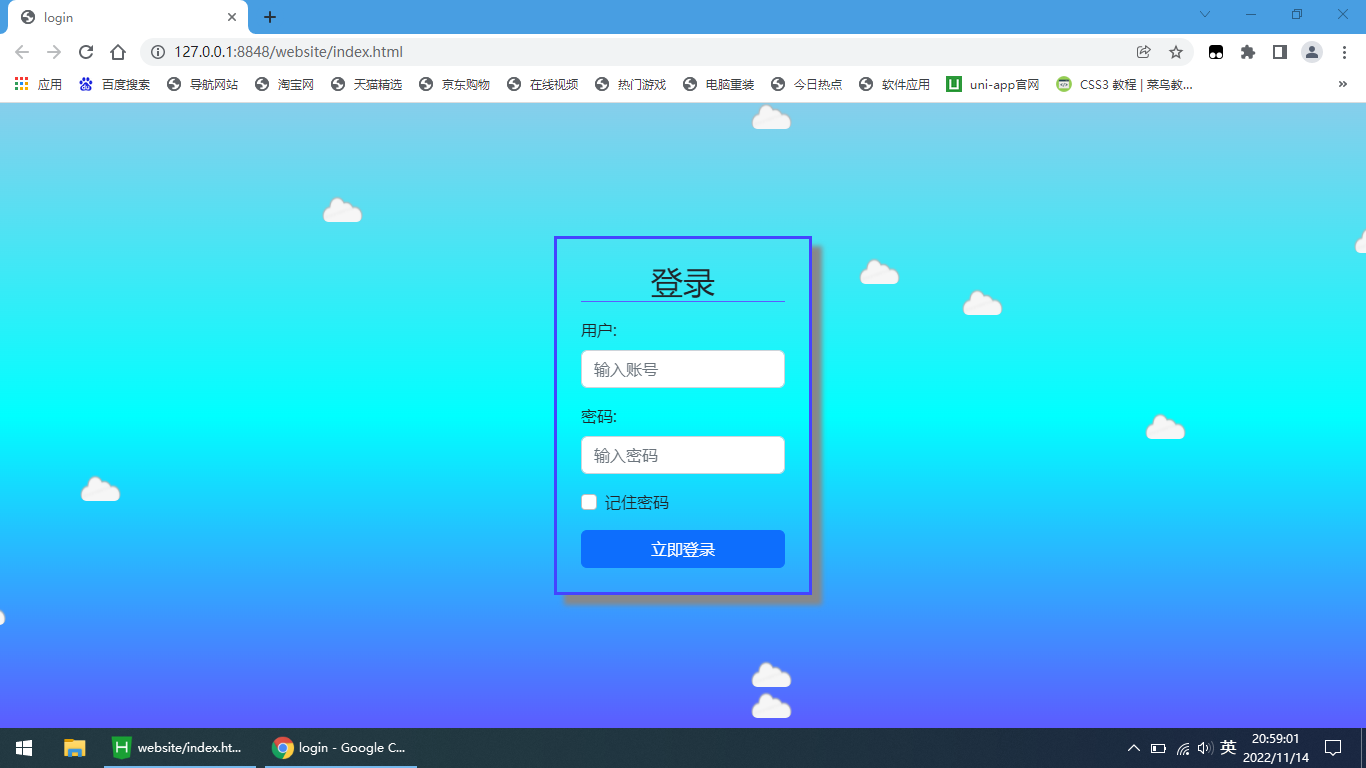 login
127.0.0.1:8848/website/index.html
应用 百度搜索 导航网站 淘宝网 天猫精选 京东购物 在线视频 热门游戏 电脑重装 今日热点 软件应用 uni-app官网 CSS3 教程 | 菜鸟教... »
登录
用户:
输入账号
密码:
输入密码
记住密码
立即登录
website/index.ht... login - Google C... 英 20:59:01
2022/11/14